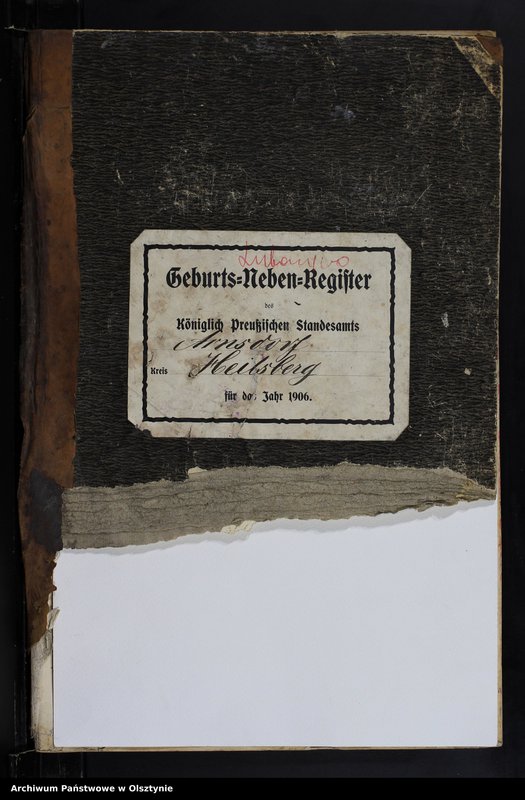 Lubomino
Geburts=Neben=Register
des
Königlich Preußischen Standesamts
Arnsdorf
Kreis Heilsberg
für das Jahr 1906.
Archiwum Państwowe w Olsztynie